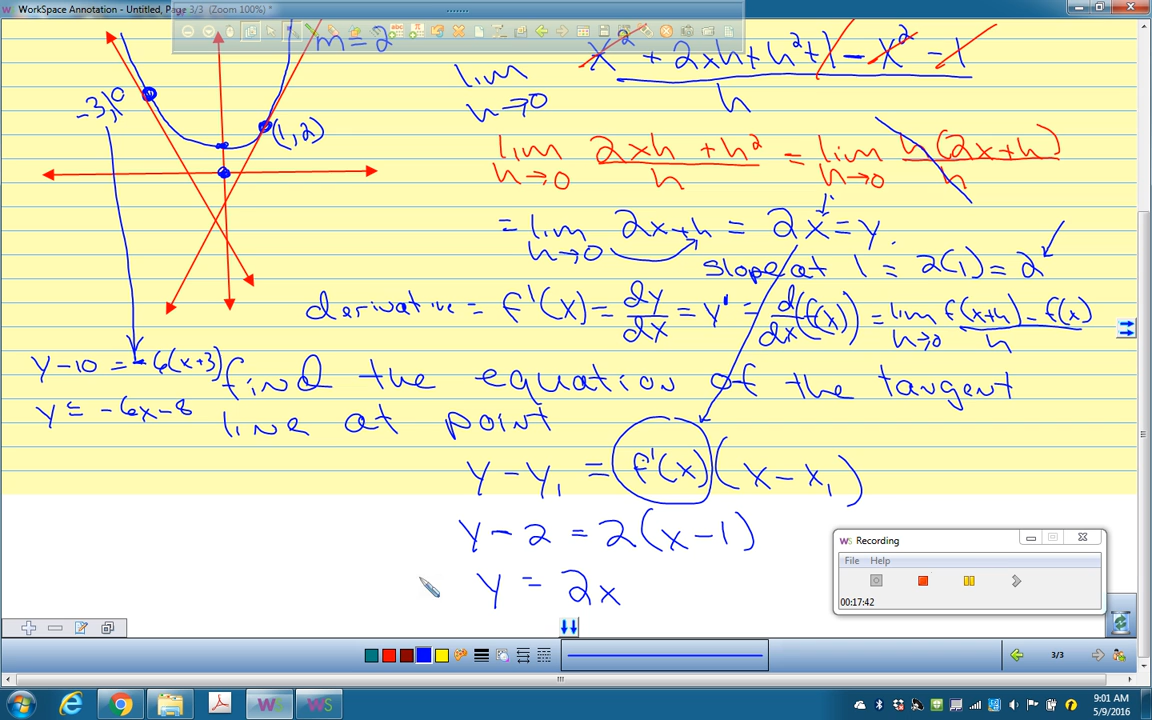 WorkSpace Annotation - Untitled, Page 3/3 (Zoom 100%) *
m = 2
-3,10
(1,2)
lim h→0 x² + 2xh + h² + 1 - x² - 1 / h
lim h→0 2xh + h² / h = lim h→0 h(2x+h) / h
= lim h→0 2x+h = 2x = y
slope at 1 = 2(1) = 2
derivative = f'(x) = dy/dx = y' = d/dx(f(x)) = lim h→0 f(x+h) - f(x) / h
y - 10 = -6(x+3)
y = -6x - 8
find the equation of the tangent
line at point
y - y₁ = f'(x)(x - x₁)
y - 2 = 2(x - 1)
y = 2x
WS Recording
File Help
00:17:42
3/3
WS WS
9:01 AM
5/9/2016